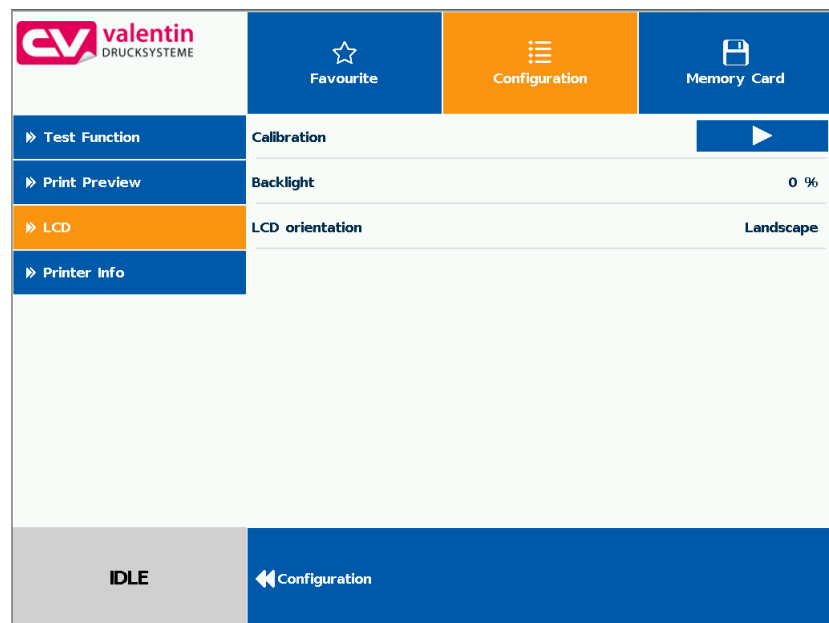 CV valentin
DRUCKSYSTEME
Favourite
Configuration
Memory Card
Test Function
Print Preview
LCD
Printer Info
Calibration
Backlight 0 %
LCD orientation Landscape
IDLE
Configuration